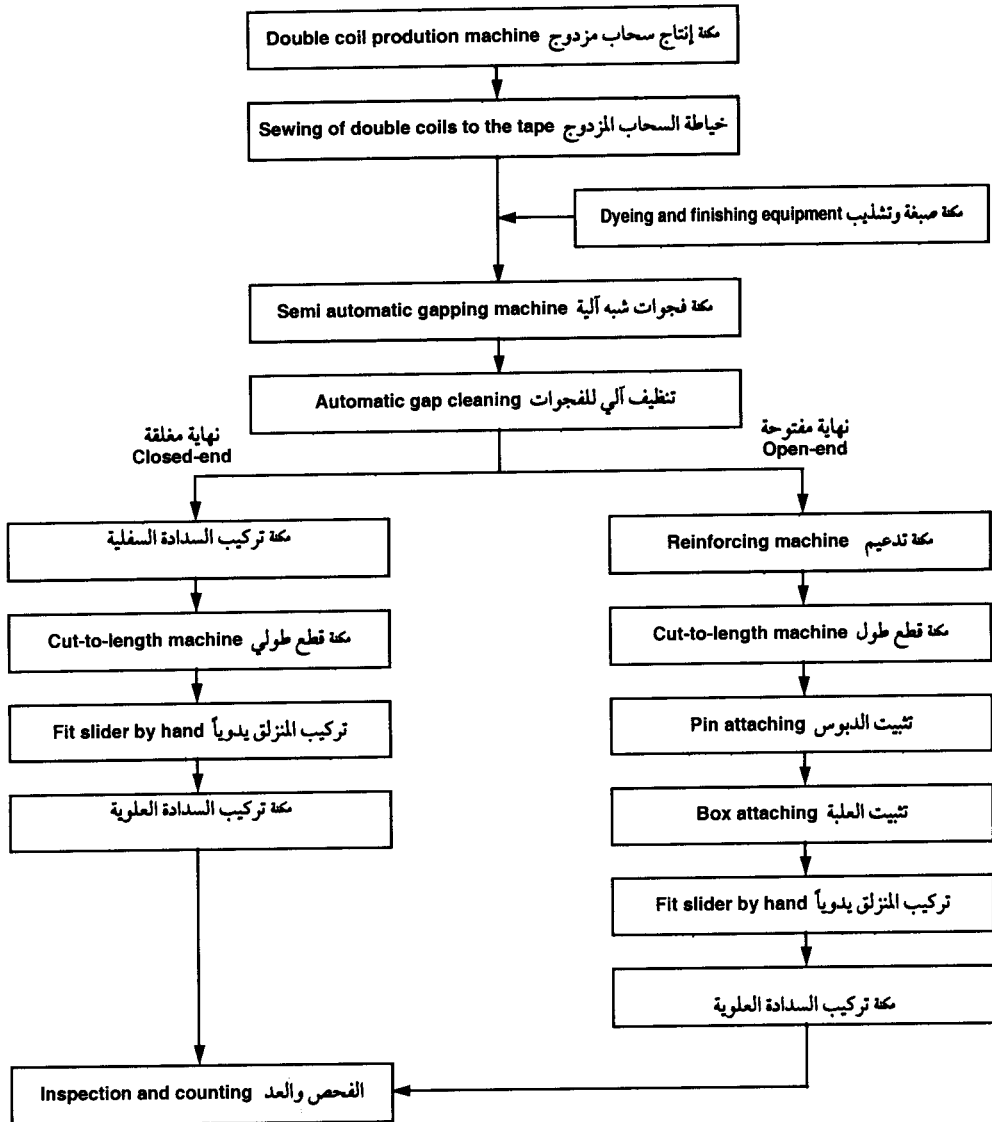 Double coil prodution machine مكنة إنتاج سحاب مزدوج
Sewing of double coils to the tape خياطة السحاب المزدوج
Dyeing and finishing equipment مكنة صبغة وتشذيب
Semi automatic gapping machine مكنة فجوات شبه آلية
Automatic gap cleaning تنظيف آلي للفجوات
نهاية مغلقة
Closed-end
نهاية مفتوحة
Open-end
مكنة تركيب السدادة السفلية
Cut-to-length machine مكنة قطع طولي
Fit slider by hand تركيب المنزلق يدوياً
مكنة تركيب السدادة العلوية
Reinforcing machine مكنة تدعيم
Cut-to-length machine مكنة قطع طول
Pin attaching تثبيت الدبوس
Box attaching تثبيت العلبة
Fit slider by hand تركيب المنزلق يدوياً
مكنة تركيب السدادة العلوية
Inspection and counting الفحص والعد